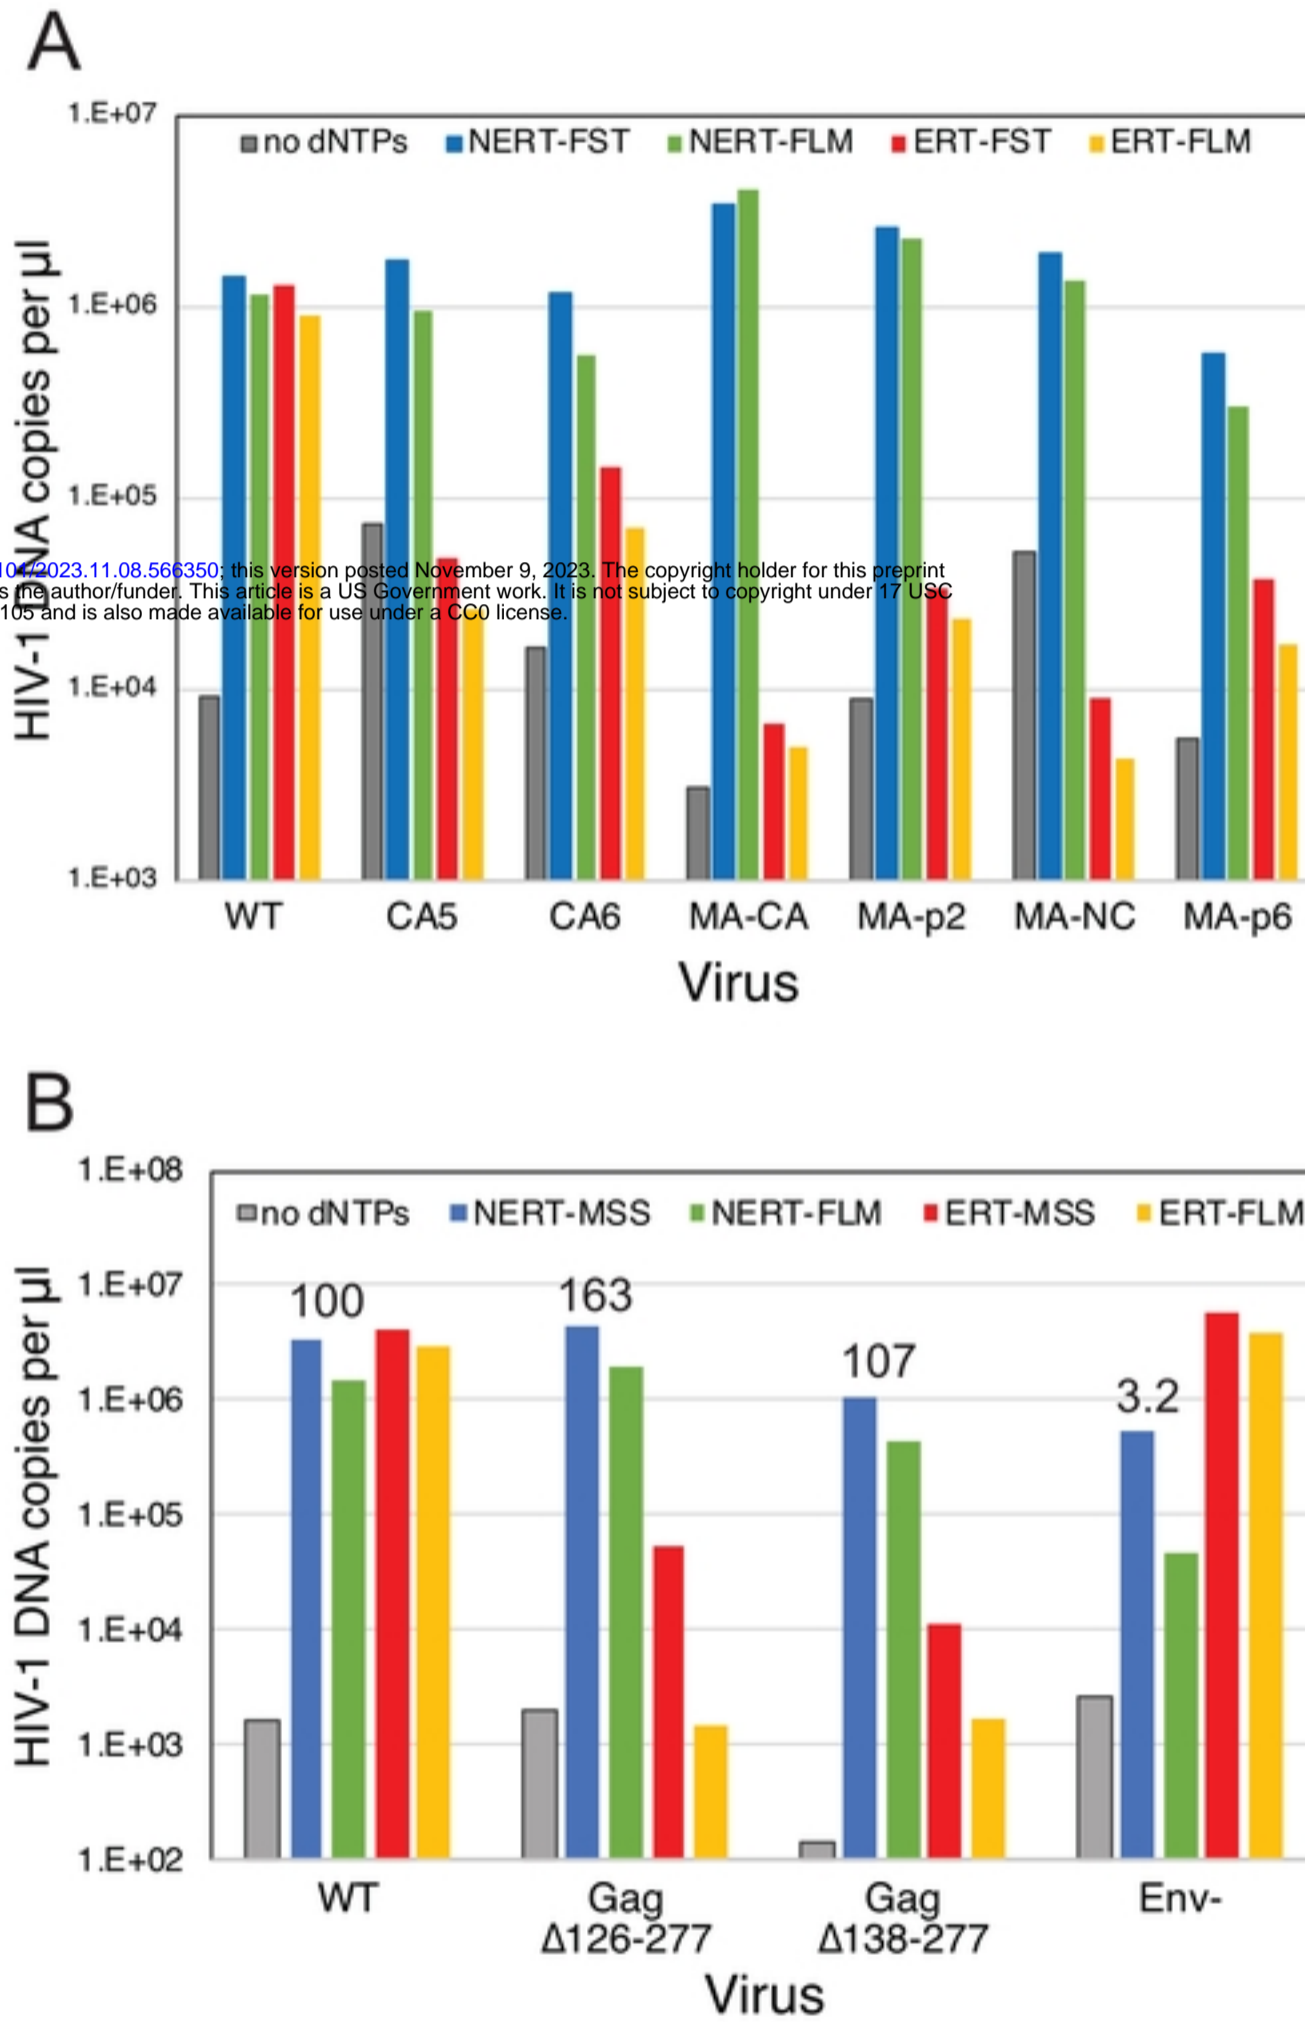 A
1.E+07
no dNTPs NERT-FST NERT-FLM ERT-FST ERT-FLM
1.E+06
1.E+05
1.E+04
1.E+03
HIV-1 DNA copies per µl
101/2023.11.08.566350; this version posted November 9, 2023. The copyright holder for this preprint
s the author/funder. This article is a US Government work. It is not subject to copyright under 17 USC
105 and is also made available for use under a CC0 license.
WT CA5 CA6 MA-CA MA-p2 MA-NC MA-p6
Virus
B
1.E+08
no dNTPs NERT-MSS NERT-FLM ERT-MSS ERT-FLM
1.E+07
1.E+06
1.E+05
1.E+04
1.E+03
1.E+02
HIV-1 DNA copies per µl
100 163 107 3.2
WT Gag Gag Env-
Δ126-277 Δ138-277
Virus